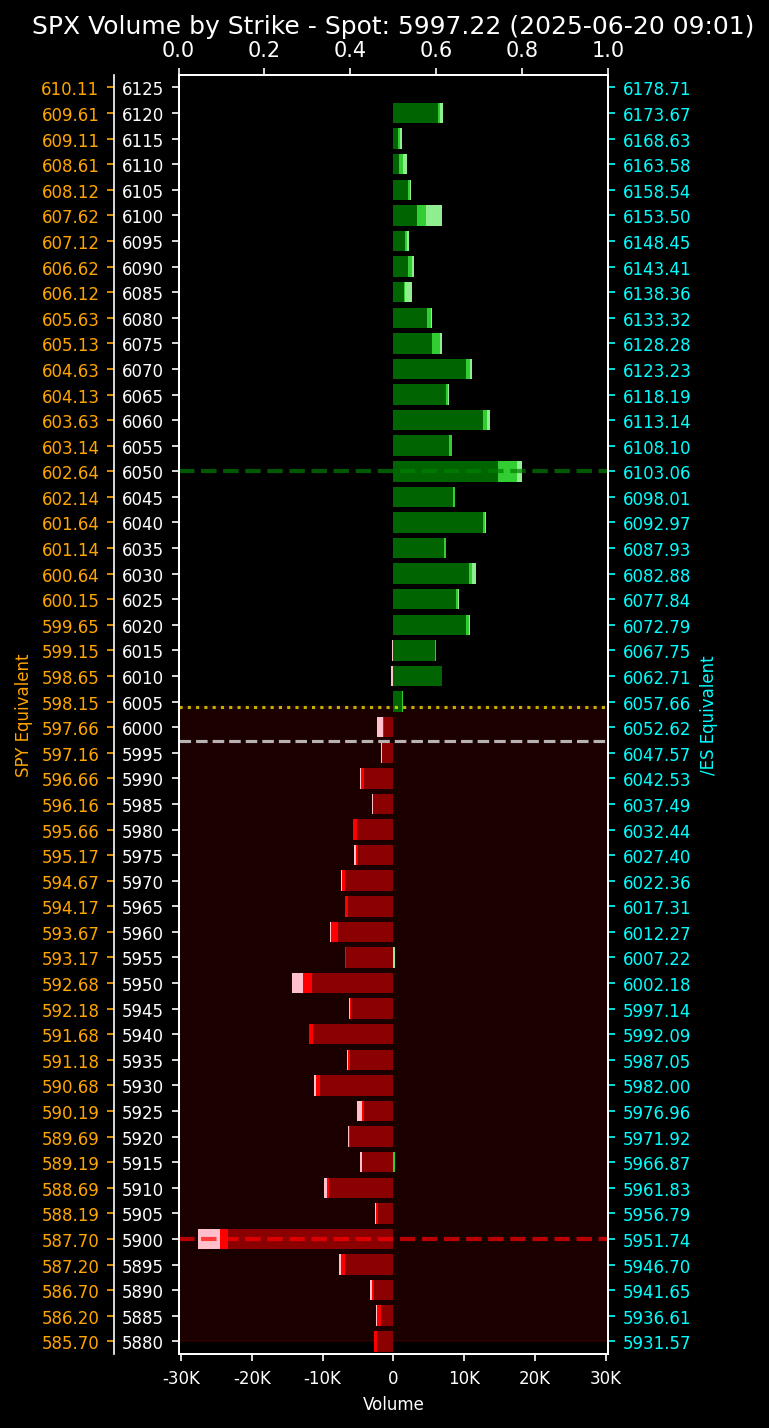 SPX Volume by Strike - Spot: 5997.22 (2025-06-20 09:01)
0.0 0.2 0.4 0.6 0.8 1.0
610.11 6125 6178.71
609.61 6120 6173.67
609.11 6115 6168.63
608.61 6110 6163.58
608.12 6105 6158.54
607.62 6100 6153.50
607.12 6095 6148.45
606.62 6090 6143.41
606.12 6085 6138.36
605.63 6080 6133.32
605.13 6075 6128.28
604.63 6070 6123.23
604.13 6065 6118.19
603.63 6060 6113.14
603.14 6055 6108.10
602.64 6050 6103.06
602.14 6045 6098.01
601.64 6040 6092.97
601.14 6035 6087.93
600.64 6030 6082.88
600.15 6025 6077.84
599.65 6020 6072.79
599.15 6015 6067.75
598.65 6010 6062.71
598.15 6005 6057.66
597.66 6000 6052.62
597.16 5995 6047.57
596.66 5990 6042.53
596.16 5985 6037.49
595.66 5980 6032.44
595.17 5975 6027.40
594.67 5970 6022.36
594.17 5965 6017.31
593.67 5960 6012.27
593.17 5955 6007.22
592.68 5950 6002.18
592.18 5945 5997.14
591.68 5940 5992.09
591.18 5935 5987.05
590.68 5930 5982.00
590.19 5925 5976.96
589.69 5920 5971.92
589.19 5915 5966.87
588.69 5910 5961.83
588.19 5905 5956.79
587.70 5900 5951.74
587.20 5895 5946.70
586.70 5890 5941.65
586.20 5885 5936.61
585.70 5880 5931.57
SPY Equivalent
/ES Equivalent
-30K -20K -10K 0 10K 20K 30K
Volume